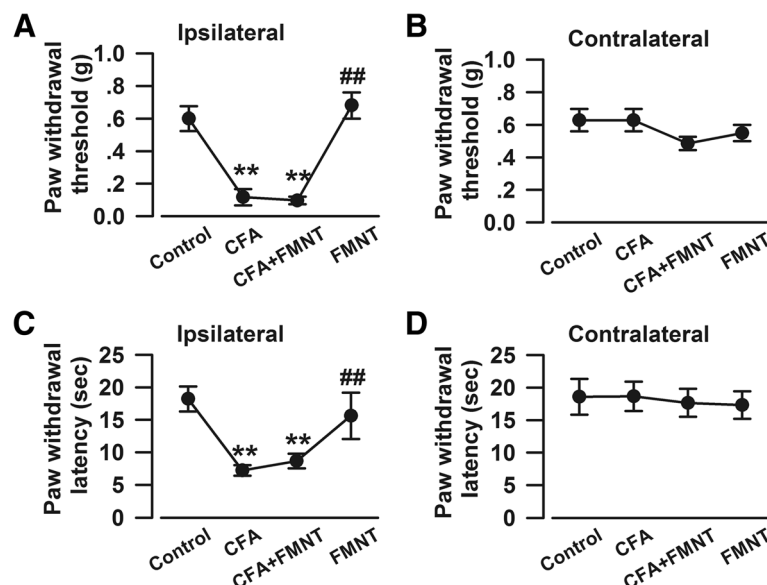 A
Ipsilateral
Paw withdrawal
threshold (g)
1.0
.8
.6
.4
.2
0.0
**
**
##
Control
CFA
CFA+FMNT
FMNT
B
Contralateral
Paw withdrawal
threshold (g)
1.0
.8
.6
.4
.2
0.0
Control
CFA
CFA+FMNT
FMNT
C
Ipsilateral
Paw withdrawal
latency (sec)
25
20
15
10
5
0
**
**
##
Control
CFA
CFA+FMNT
FMNT
D
Contralateral
Paw withdrawal
latency (sec)
25
20
15
10
5
0
Control
CFA
CFA+FMNT
FMNT